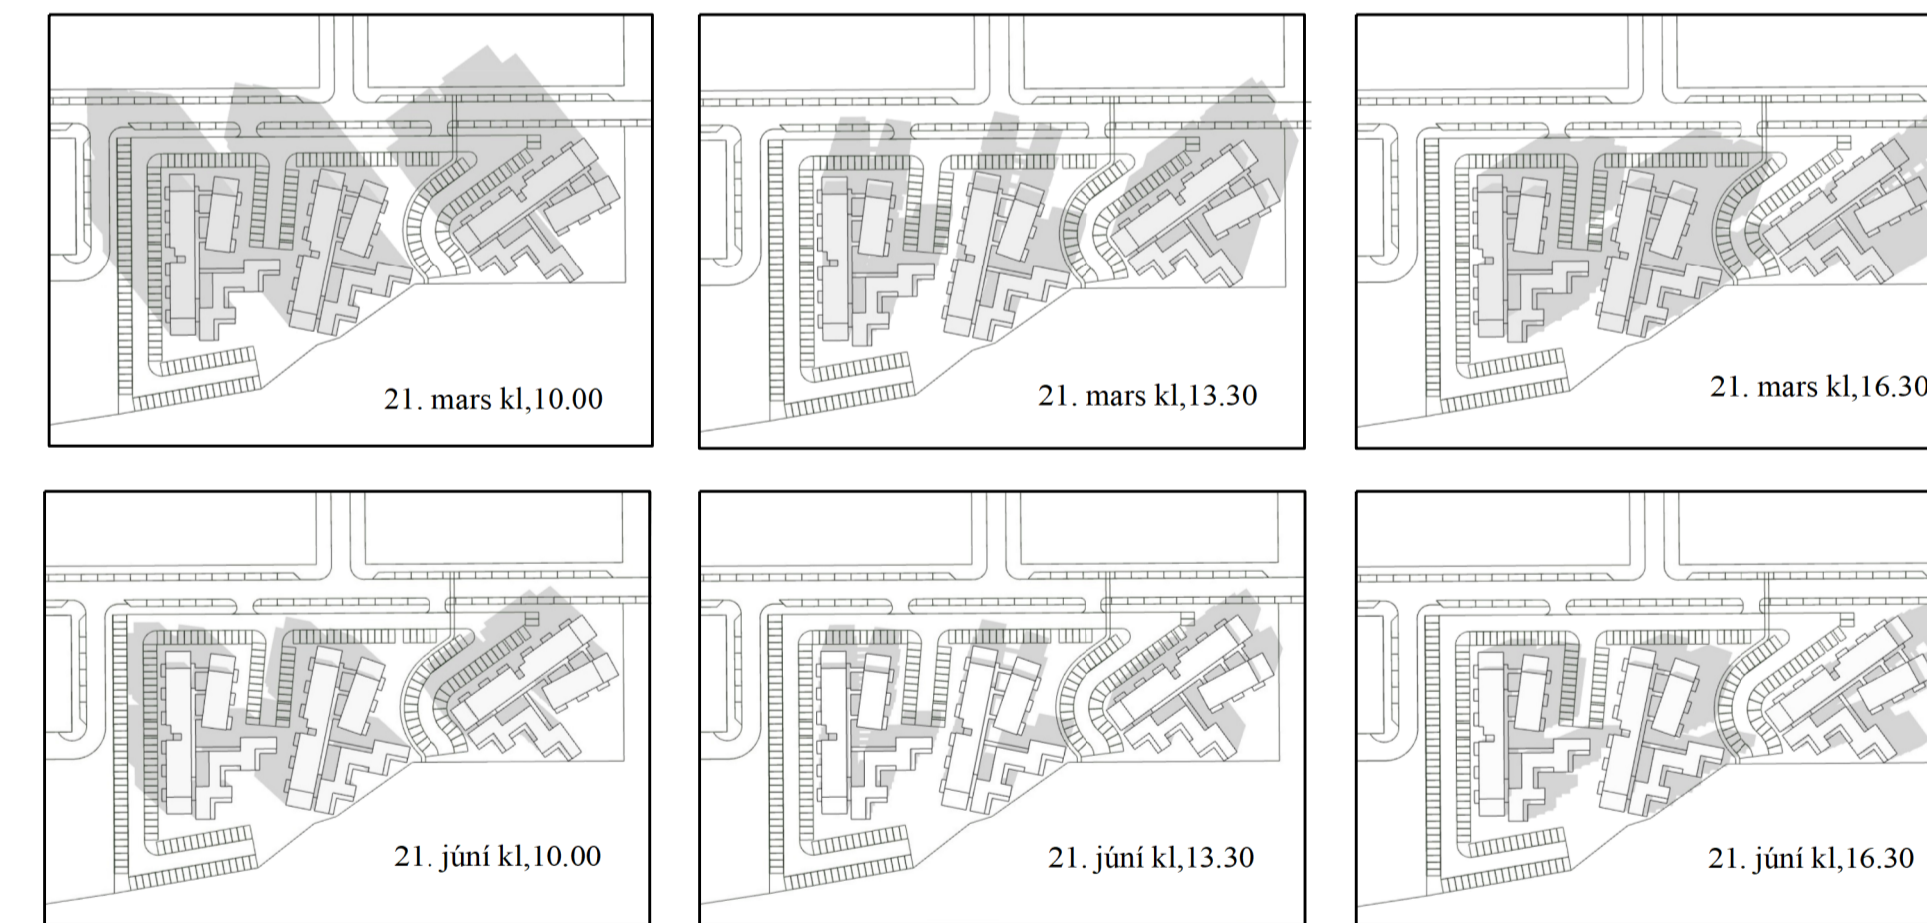 21. mars kl,10.00
21. mars kl,13.30
21. mars kl,16.30
21. júní kl,10.00
21. júní kl,13.30
21. júní kl,16.30